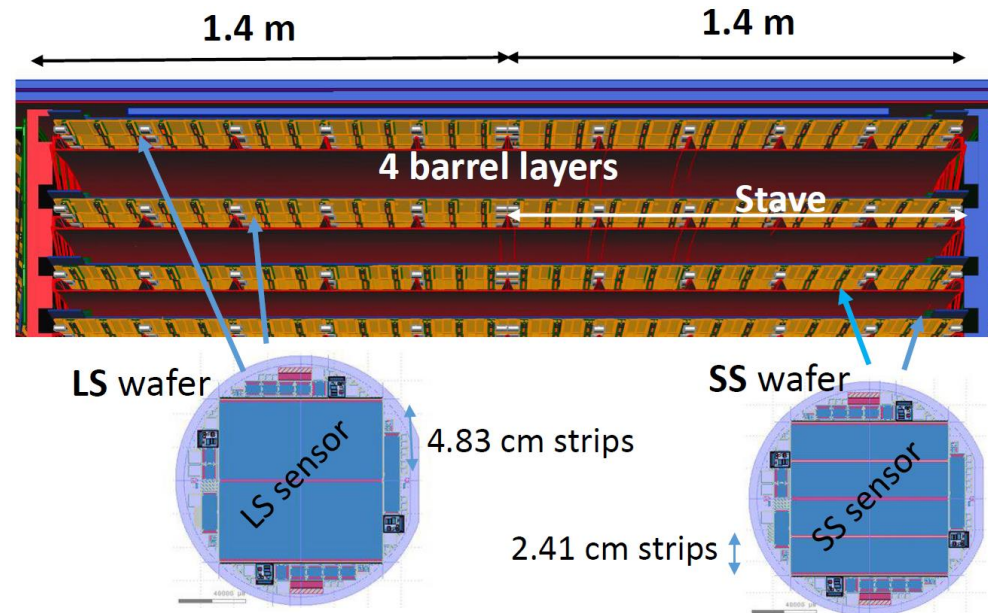 1.4 m
1.4 m
4 barrel layers
Stave
LS wafer
SS wafer
LS sensor
4.83 cm strips
SS sensor
2.41 cm strips